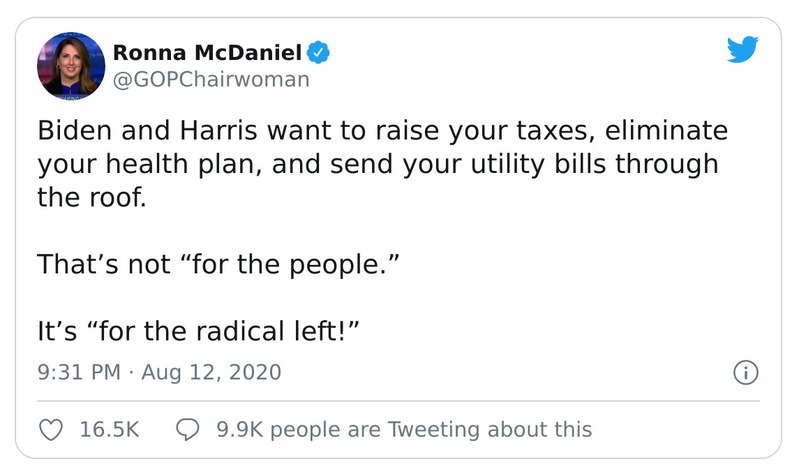 Ronna McDaniel
@GOPChairwoman
Biden and Harris want to raise your taxes, eliminate
your health plan, and send your utility bills through
the roof.
That’s not “for the people.”
It’s “for the radical left!”
9:31 PM · Aug 12, 2020
16.5K 9.9K people are Tweeting about this